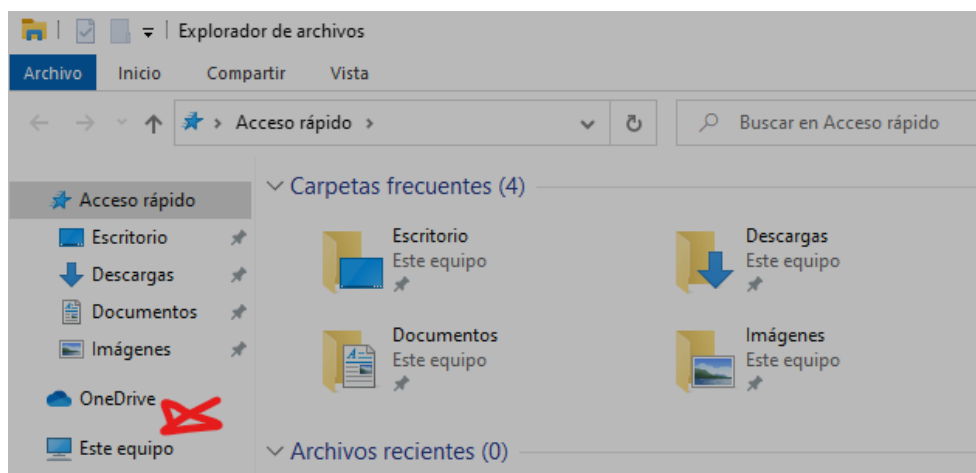 Explorador de archivos
Archivo Inicio Compartir Vista
Acceso rápido
Buscar en Acceso rápido
Acceso rápido
Escritorio
Descargas
Documentos
Imágenes
OneDrive
Este equipo
Carpetas frecuentes (4)
Escritorio
Este equipo
Descargas
Este equipo
Documentos
Este equipo
Imágenes
Este equipo
Archivos recientes (0)